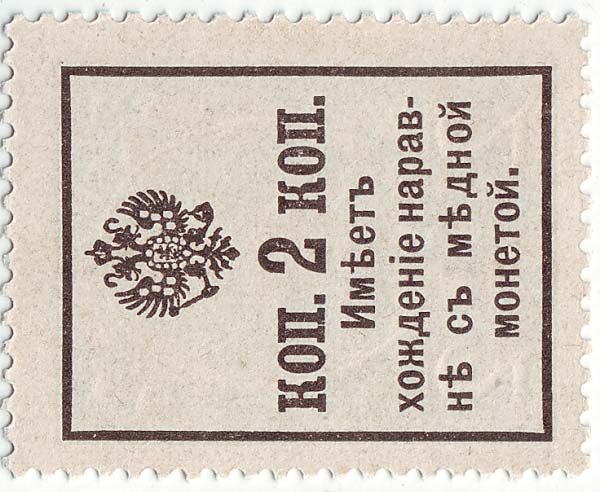 КОП. 2 КОП.
Имѣетъ
хожденіе нарав-
нѣ съ мѣдной
монетой.